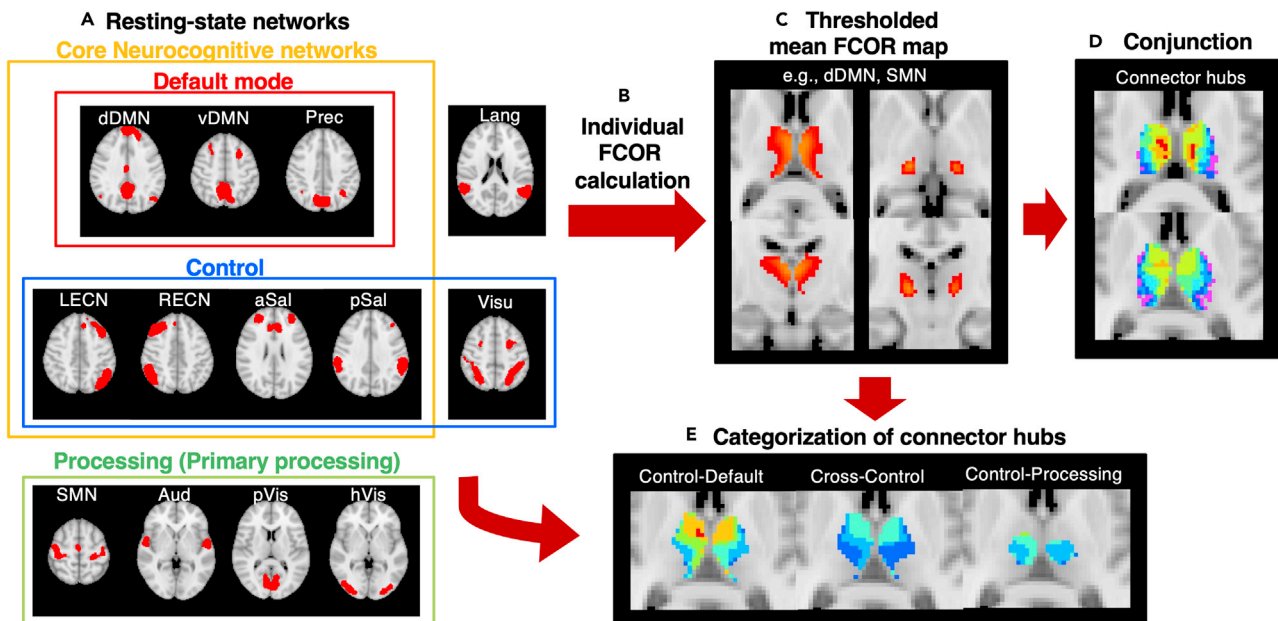 A Resting-state networks
Core Neurocognitive networks
Default mode
dDMN vDMN Prec
Lang
Control
LECN RECN aSal pSal
Visu
Processing (Primary processing)
SMN Aud pVis hVis
B
Individual
FCOR
calculation
C Thresholded
mean FCOR map
e.g., dDMN, SMN
D Conjunction
Connector hubs
E Categorization of connector hubs
Control-Default Cross-Control Control-Processing